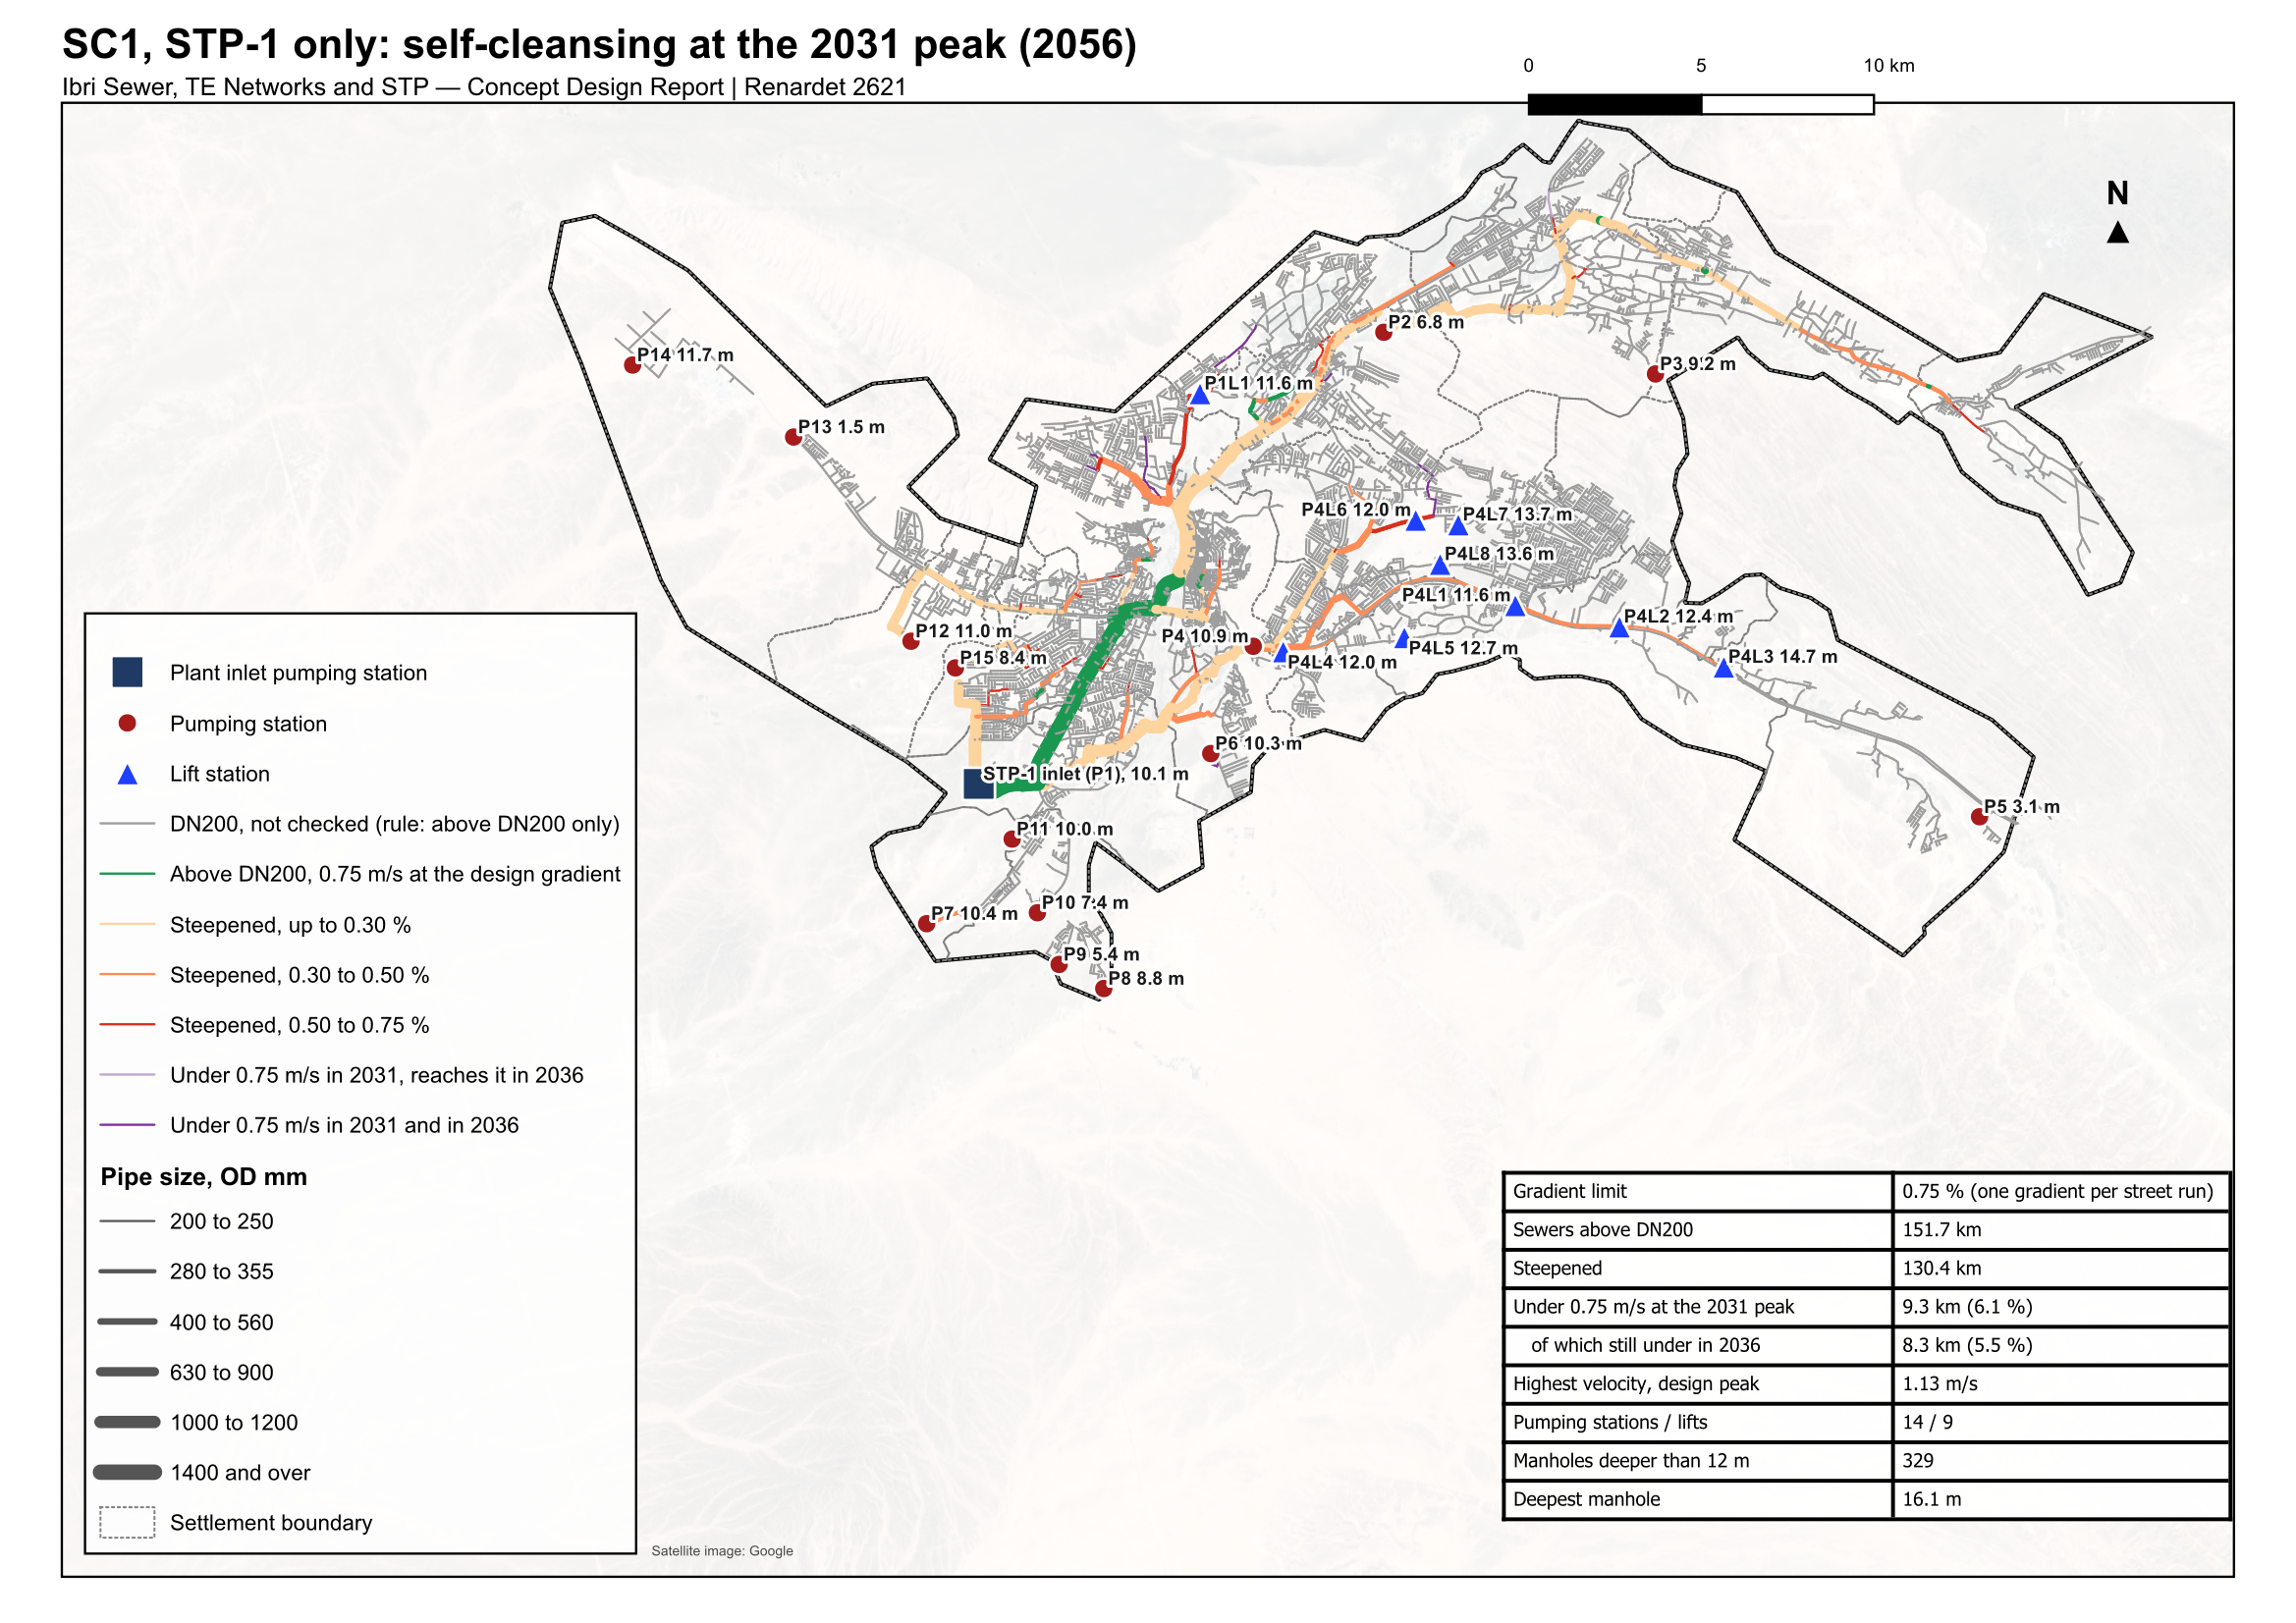 SC1, STP-1 only: self-cleansing at the 2031 peak (2056)
Ibri Sewer, TE Networks and STP — Concept Design Report | Renardet 2621
0 5 10 km
N
P2 6.8 m
P14 11.7 m
P3 9.2 m
P1L1 11.6 m
P13 1.5 m
P4L6 12.0 m
P4L7 13.7 m
P4L8 13.6 m
P4L1 11.6 m
P4L2 12.4 m
P12 11.0 m
P4 10.9 m
P4L5 12.7 m
P15 8.4 m
P4L4 12.0 m
P4L3 14.7 m
P6 10.3 m
STP-1 inlet (P1), 10.1 m
P5 3.1 m
P11 10.0 m
P10 7.4 m
P7 10.4 m
P9 5.4 m
P8 8.8 m
Plant inlet pumping station
Pumping station
Lift station
DN200, not checked (rule: above DN200 only)
Above DN200, 0.75 m/s at the design gradient
Steepened, up to 0.30 %
Steepened, 0.30 to 0.50 %
Steepened, 0.50 to 0.75 %
Under 0.75 m/s in 2031, reaches it in 2036
Under 0.75 m/s in 2031 and in 2036
Pipe size, OD mm
200 to 250
280 to 355
400 to 560
630 to 900
1000 to 1200
1400 and over
Settlement boundary
Satellite image: Google
Gradient limit 0.75 % (one gradient per street run)
Sewers above DN200 151.7 km
Steepened 130.4 km
Under 0.75 m/s at the 2031 peak 9.3 km (6.1 %)
of which still under in 2036 8.3 km (5.5 %)
Highest velocity, design peak 1.13 m/s
Pumping stations / lifts 14 / 9
Manholes deeper than 12 m 329
Deepest manhole 16.1 m